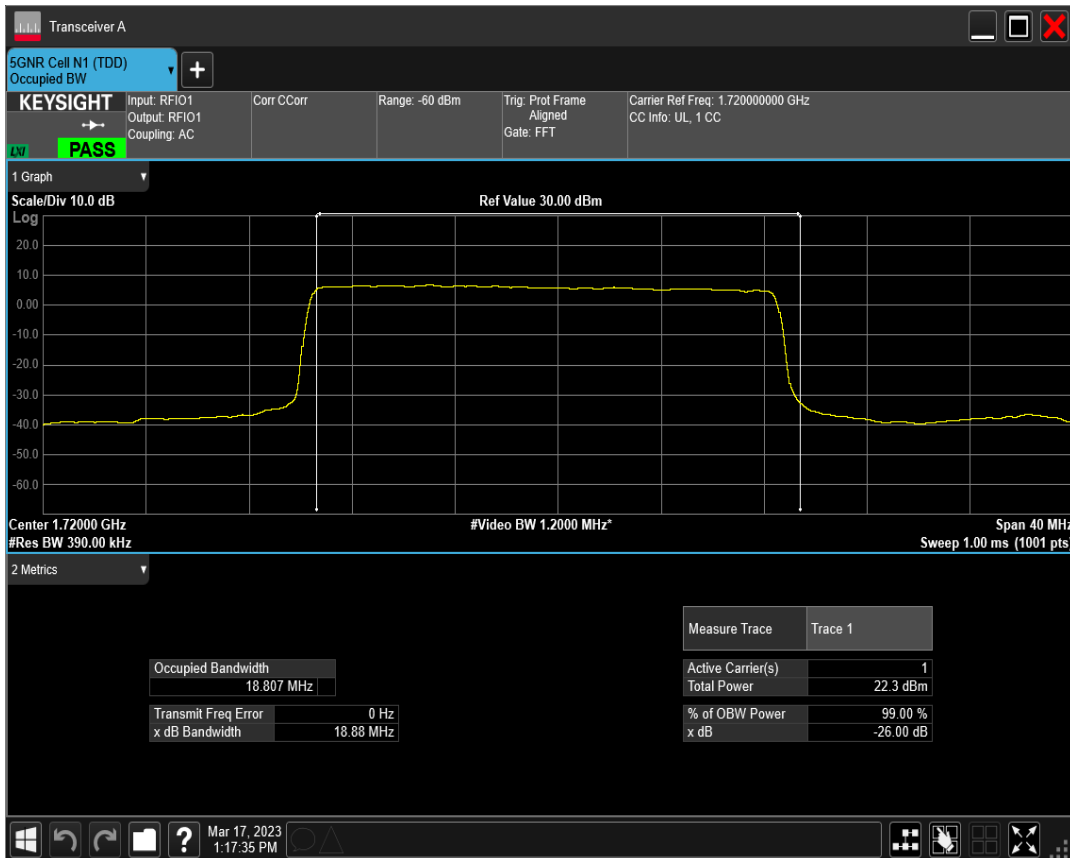 Transceiver A
5GNR Cell N1 (TDD)
Occupied BW
+
KEYSIGHT
LXI
PASS
Input: RFIO1
Output: RFIO1
Coupling: AC
Corr CCorr
Range: -60 dBm
Trig: Prot Frame
Aligned
Gate: FFT
Carrier Ref Freq: 1.720000000 GHz
CC Info: UL, 1 CC
1 Graph
Scale/Div 10.0 dB
Ref Value 30.00 dBm
Log
20.0
10.0
0.00
-10.0
-20.0
-30.0
-40.0
-50.0
-60.0
Center 1.72000 GHz
#Video BW 1.2000 MHz*
Span 40 MHz
#Res BW 390.00 kHz
Sweep 1.00 ms (1001 pts)
2 Metrics
Measure Trace Trace 1
Occupied Bandwidth
18.807 MHz
Active Carrier(s) 1
Total Power 22.3 dBm
Transmit Freq Error 0 Hz
x dB Bandwidth 18.88 MHz
% of OBW Power 99.00 %
x dB -26.00 dB
?
Mar 17, 2023
1:17:35 PM